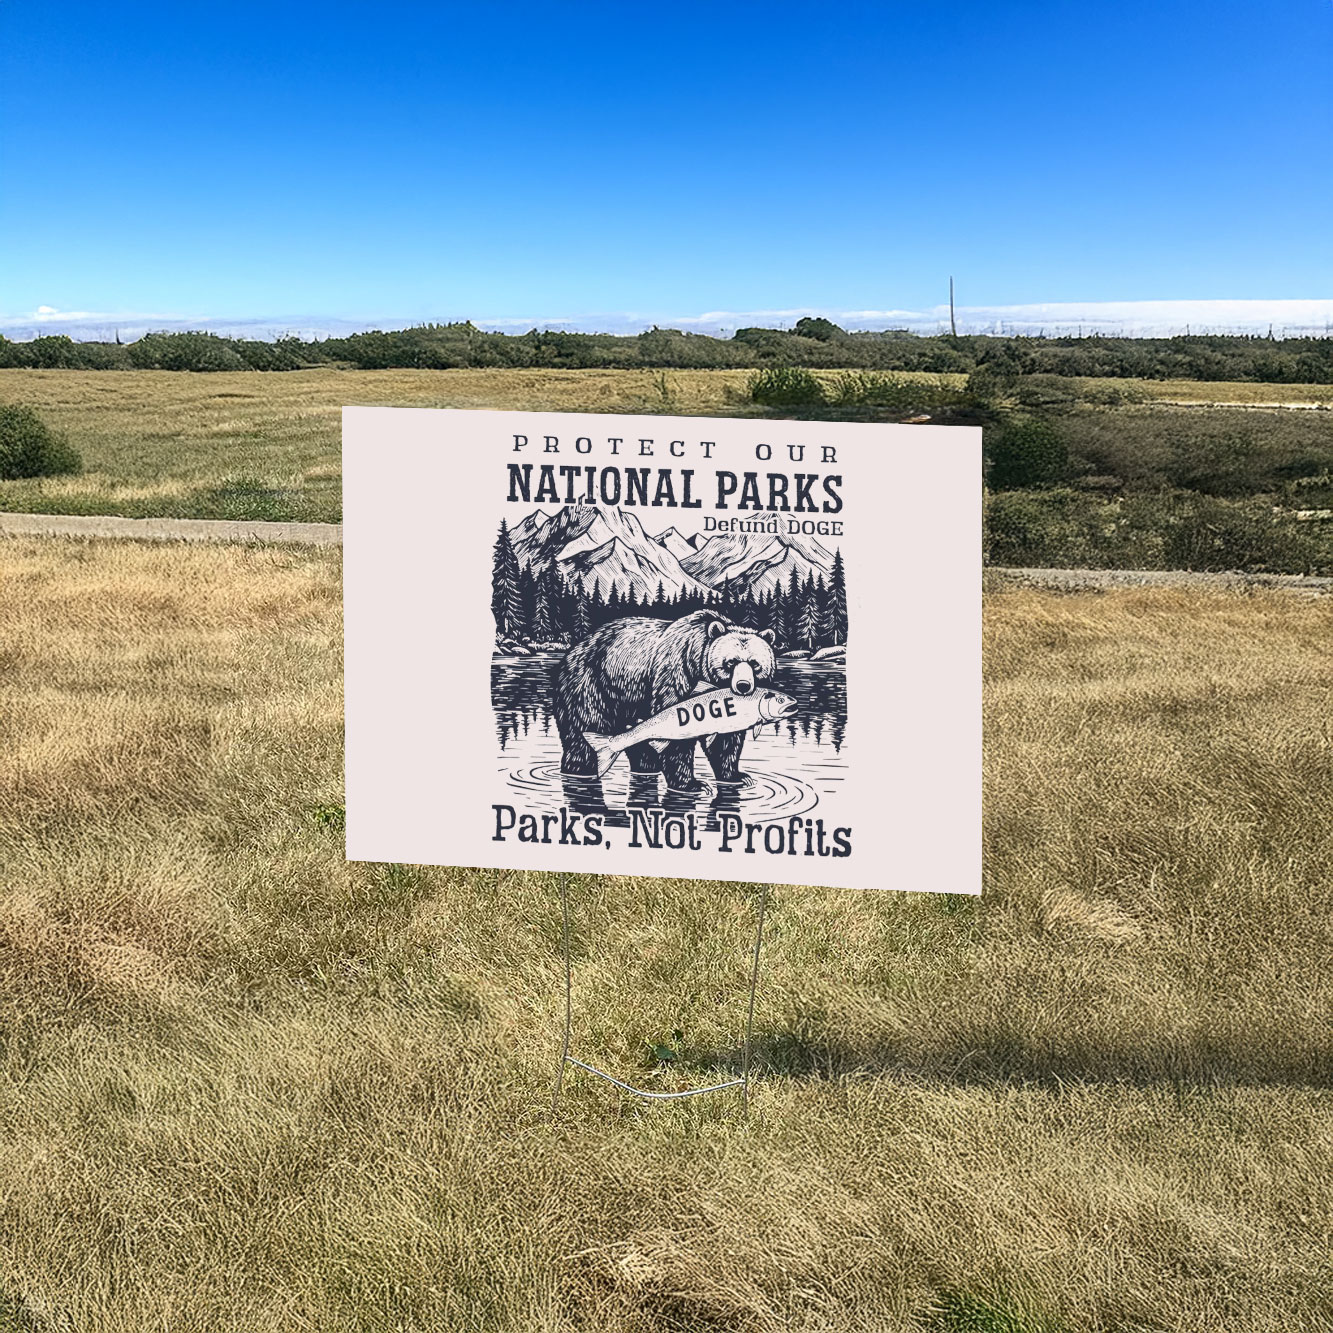 PROTECT OUR
NATIONAL PARKS
Defund DOGE
DOGE
Parks, Not Profits